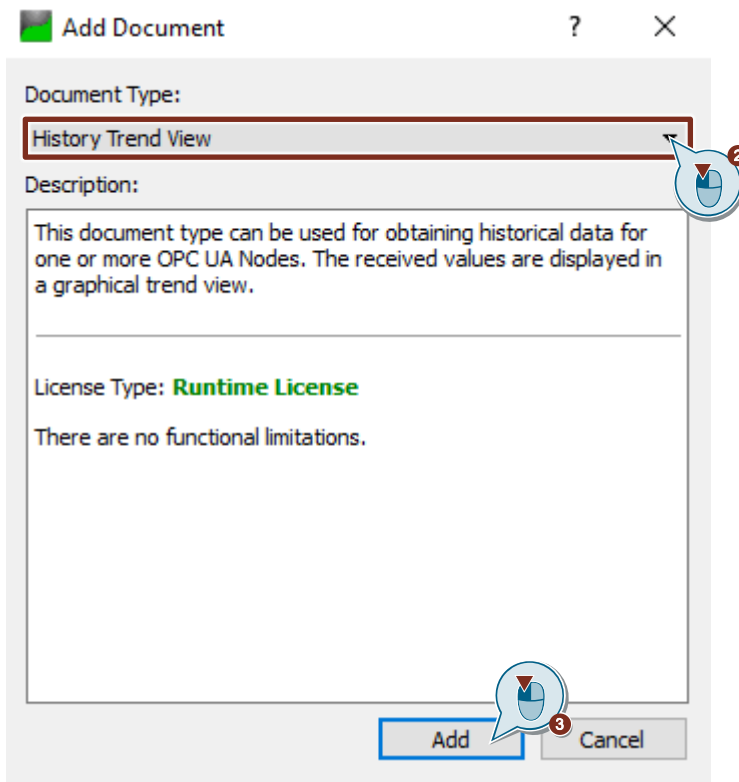 Add Document
?
Document Type:
History Trend View
2
Description:
This document type can be used for obtaining historical data for
one or more OPC UA Nodes. The received values are displayed in
a graphical trend view.
License Type: Runtime License
There are no functional limitations.
3
Add
Cancel